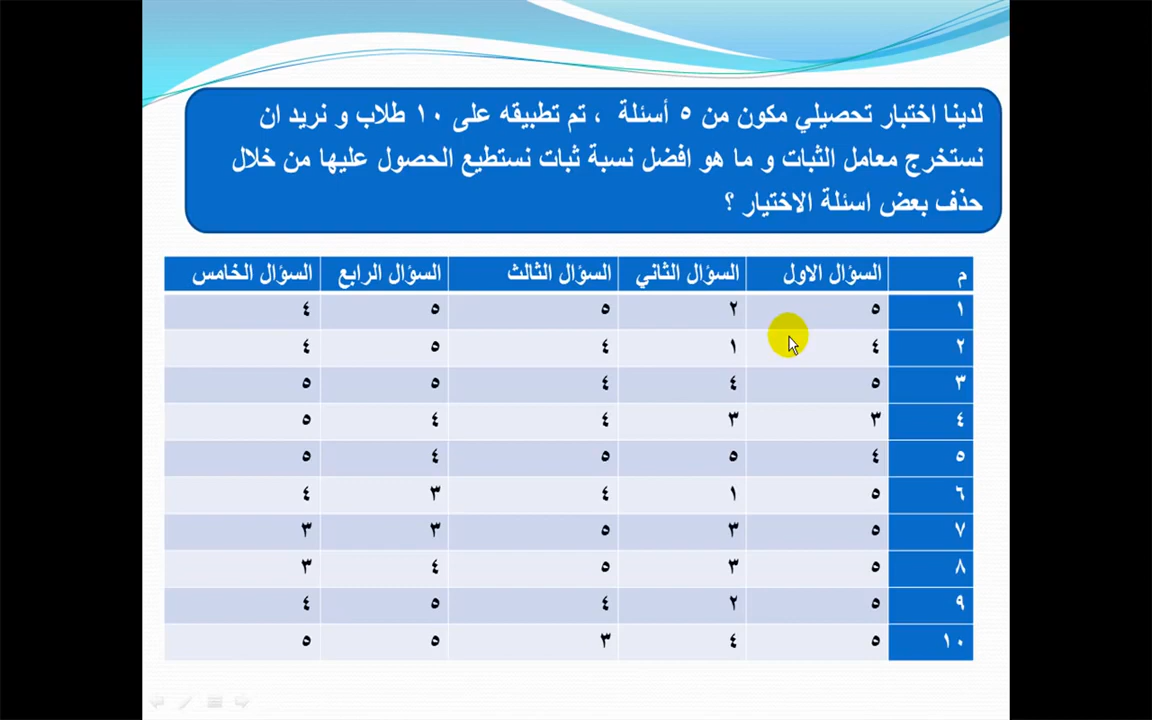 لدينا اختبار تحصيلي مكون من ٥ أسئلة ، تم تطبيقه على ١٠ طلاب و نريد ان
نستخرج معامل الثبات و ما هو افضل نسبة ثبات نستطيع الحصول عليها من خلال
حذف بعض اسئلة الاختيار ؟
م السؤال الاول السؤال الثاني السؤال الثالث السؤال الرابع السؤال الخامس
١ ٥ ٢ ٥ ٥ ٤
٢ ٤ ١ ٤ ٥ ٤
٣ ٥ ٤ ٤ ٥ ٥
٤ ٣ ٣ ٤ ٤ ٥
٥ ٤ ٥ ٥ ٤ ٥
٦ ٥ ١ ٤ ٣ ٤
٧ ٥ ٣ ٥ ٣ ٣
٨ ٥ ٣ ٥ ٤ ٣
٩ ٥ ٢ ٤ ٥ ٤
١٠ ٥ ٤ ٣ ٥ ٥